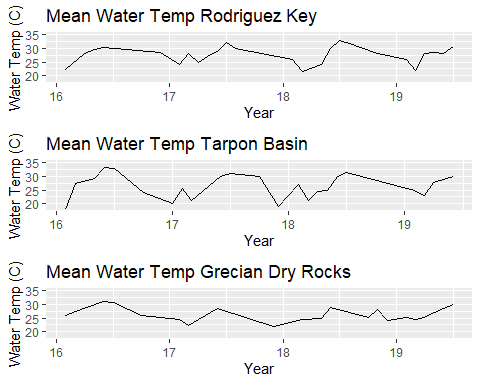 Mean Water Temp Rodriguez Key
Water Temp (C)
35
30
25
20
16 17 18 19
Year
Mean Water Temp Tarpon Basin
Water Temp (C)
35
30
25
20
16 17 18 19
Year
Mean Water Temp Grecian Dry Rocks
Water Temp (C)
35
30
25
20
16 17 18 19
Year